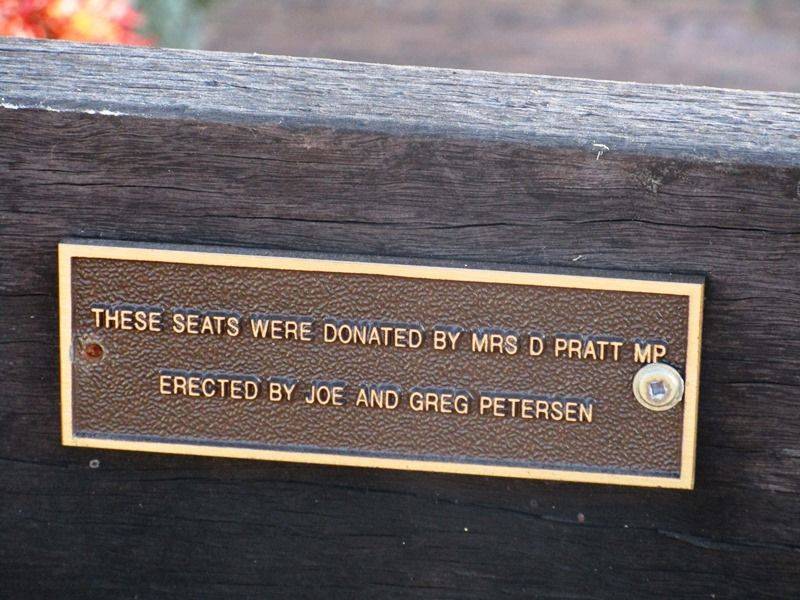 THESE SEATS WERE DONATED BY MRS D PRATT MP
ERECTED BY JOE AND GREG PETERSEN